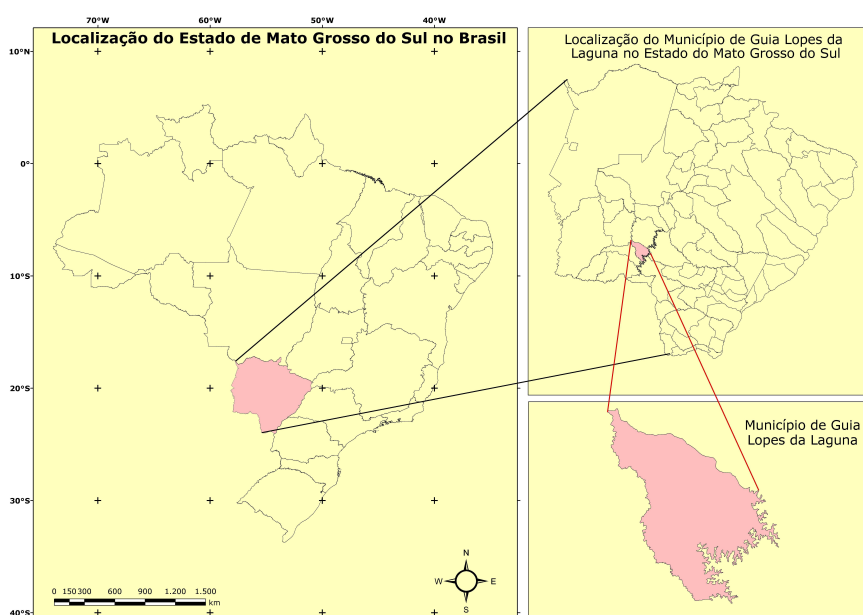 70°W 60°W 50°W 40°W
Localização do Estado de Mato Grosso do Sul no Brasil
10°N
0°
10°S
20°S
30°S
40°S
N
W E
S
0 150 300 600 900 1.200 1.500
km
Localização do Município de Guia Lopes da
Laguna no Estado do Mato Grosso do Sul
Município de Guia
Lopes da Laguna